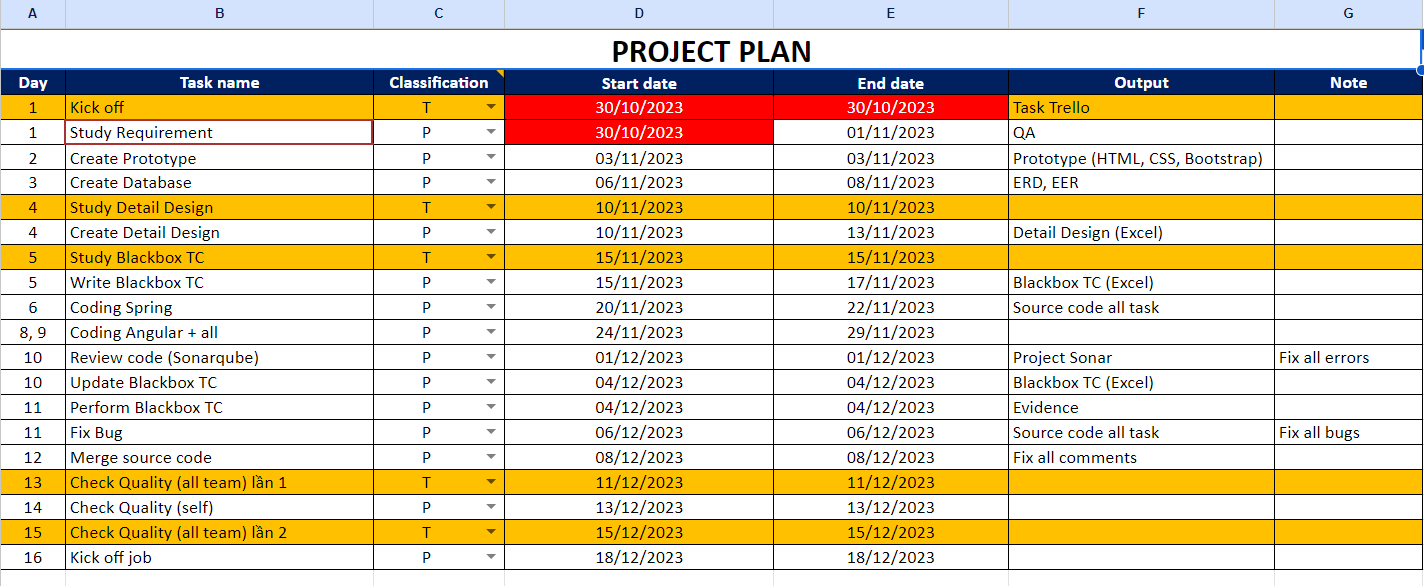 A B C D E F G
PROJECT PLAN
Day Task name Classification Start date End date Output Note
1 Kick off T 30/10/2023 30/10/2023 Task Trello
1 Study Requirement P 30/10/2023 01/11/2023 QA
2 Create Prototype P 03/11/2023 03/11/2023 Prototype (HTML, CSS, Bootstrap)
3 Create Database P 06/11/2023 08/11/2023 ERD, EER
4 Study Detail Design T 10/11/2023 10/11/2023
4 Create Detail Design P 10/11/2023 13/11/2023 Detail Design (Excel)
5 Study Blackbox TC T 15/11/2023 15/11/2023
5 Write Blackbox TC P 15/11/2023 17/11/2023 Blackbox TC (Excel)
6 Coding Spring P 20/11/2023 22/11/2023 Source code all task
8, 9 Coding Angular + all P 24/11/2023 29/11/2023
10 Review code (Sonarqube) P 01/12/2023 01/12/2023 Project Sonar Fix all errors
10 Update Blackbox TC P 04/12/2023 04/12/2023 Blackbox TC (Excel)
11 Perform Blackbox TC P 04/12/2023 04/12/2023 Evidence
11 Fix Bug P 06/12/2023 06/12/2023 Source code all task Fix all bugs
12 Merge source code P 08/12/2023 08/12/2023 Fix all comments
13 Check Quality (all team) lần 1 T 11/12/2023 11/12/2023
14 Check Quality (self) P 13/12/2023 13/12/2023
15 Check Quality (all team) lần 2 T 15/12/2023 15/12/2023
16 Kick off job P 18/12/2023 18/12/2023